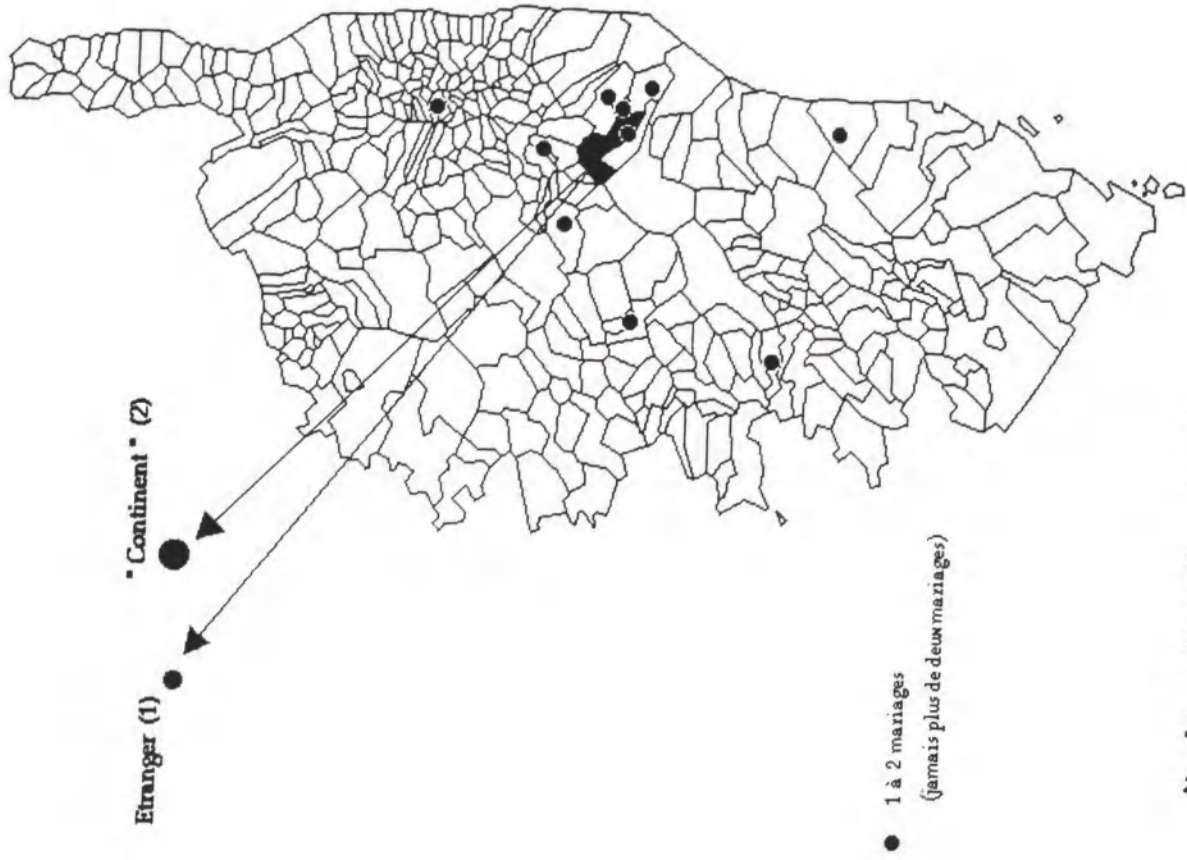 Etranger (1)
" Continent " (2)
1 à 2 mariages
(jamais plus de deux mariages)